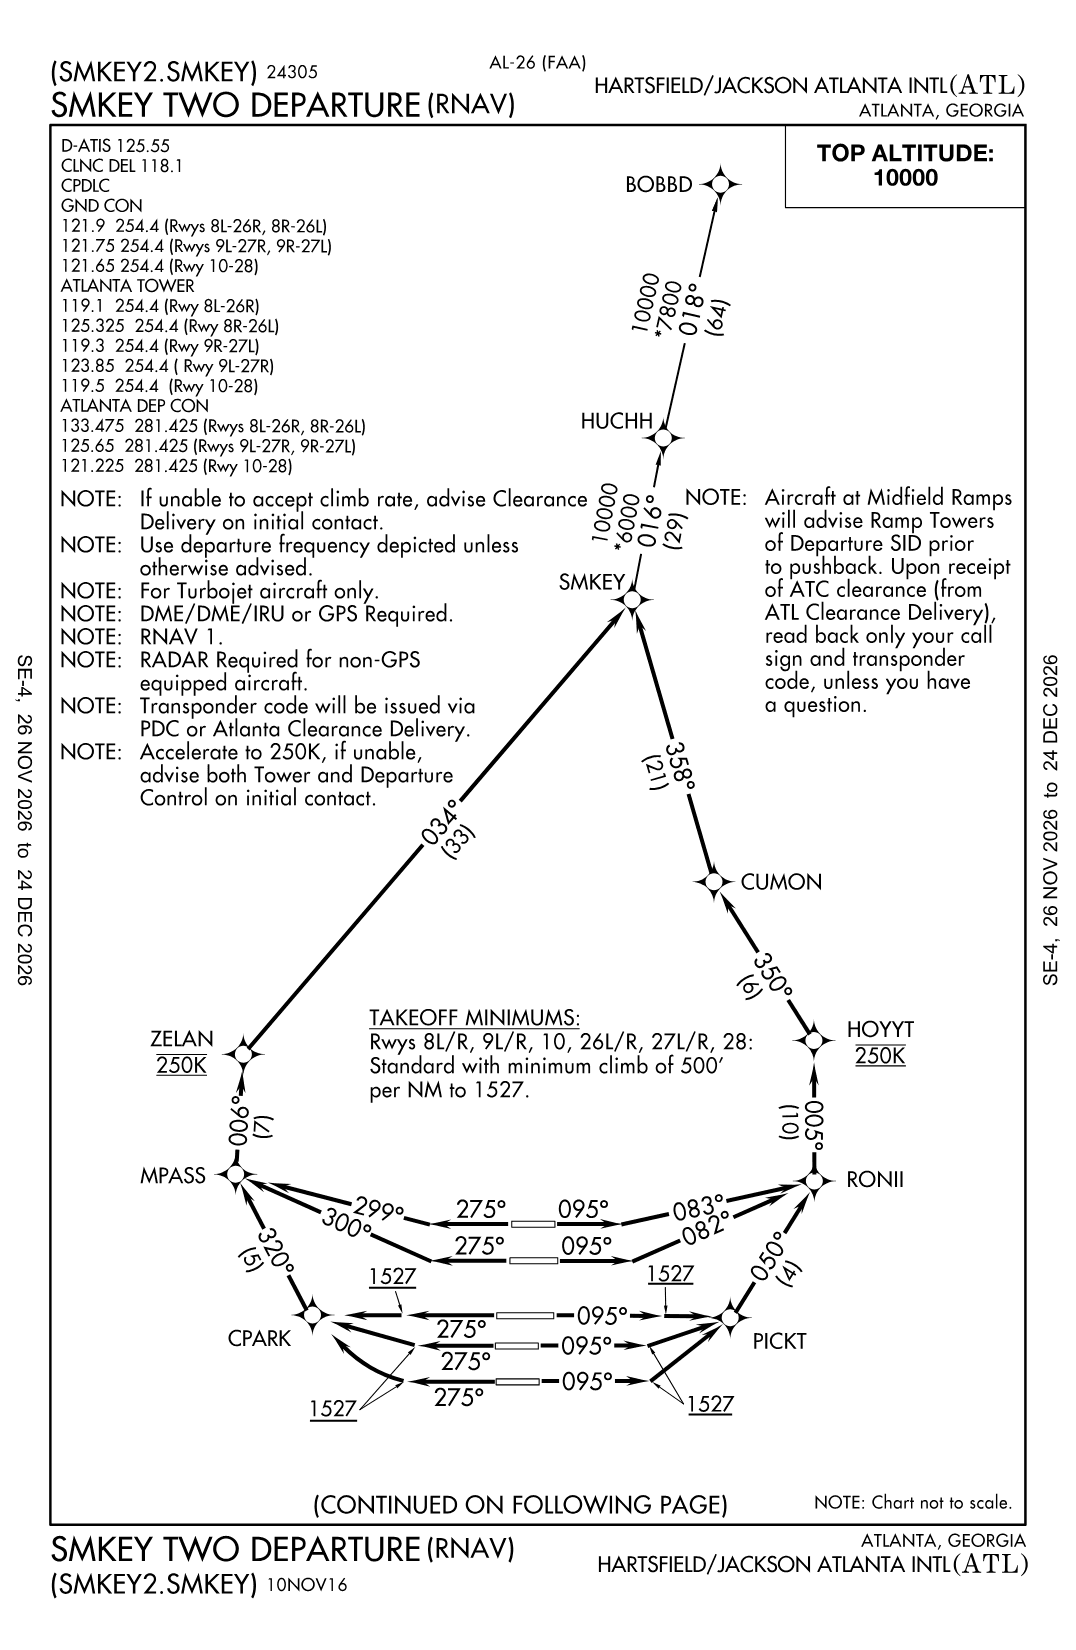 (SMKEY2.SMKEY) 24305
AL-26 (FAA)
HARTSFIELD/JACKSON ATLANTA INTL (ATL)
SMKEY TWO DEPARTURE (RNAV)
ATLANTA, GEORGIA
D-ATIS 125.55
CLNC DEL 118.1
CPDLC
GND CON
121.9 254.4 (Rwys 8L-26R, 8R-26L)
121.75 254.4 (Rwys 9L-27R, 9R-27L)
121.65 254.4 (Rwy 10-28)
ATLANTA TOWER
119.1 254.4 (Rwy 8L-26R)
125.325 254.4 (Rwy 8R-26L)
119.3 254.4 (Rwy 9R-27L)
123.85 254.4 ( Rwy 9L-27R)
119.5 254.4 (Rwy 10-28)
ATLANTA DEP CON
133.475 281.425 (Rwys 8L-26R, 8R-26L)
125.65 281.425 (Rwys 9L-27R, 9R-27L)
121.225 281.425 (Rwy 10-28)
TOP ALTITUDE:
10000
BOBBD
10000
*7800
018°
(64)
HUCHH
10000
*6000
016°
(29)
SMKEY
NOTE: If unable to accept climb rate, advise Clearance
Delivery on initial contact.
NOTE: Use departure frequency depicted unless
otherwise advised.
NOTE: For Turbojet aircraft only.
NOTE: DME/DME/IRU or GPS Required.
NOTE: RNAV 1.
NOTE: RADAR Required for non-GPS
equipped aircraft.
NOTE: Transponder code will be issued via
PDC or Atlanta Clearance Delivery.
NOTE: Accelerate to 250K, if unable,
advise both Tower and Departure
Control on initial contact.
NOTE: Aircraft at Midfield Ramps
will advise Ramp Towers
of Departure SID prior
to pushback. Upon receipt
of ATC clearance (from
ATL Clearance Delivery),
read back only your call
sign and transponder
code, unless you have
a question.
SE-4, 26 NOV 2026 to 24 DEC 2026
SE-4, 26 NOV 2026 to 24 DEC 2026
034°
(33)
358°
(21)
CUMON
350°
(6)
ZELAN
250K
HOYYT
250K
TAKEOFF MINIMUMS:
Rwys 8L/R, 9L/R, 10, 26L/R, 27L/R, 28:
Standard with minimum climb of 500’
per NM to 1527.
006°
(7)
005°
(10)
MPASS
RONII
299°
275°
095°
083°
300°
275°
095°
082°
320°
(5)
050°
(4)
1527
1527
095°
275°
CPARK
PICKT
095°
275°
095°
275°
1527
1527
(CONTINUED ON FOLLOWING PAGE)
NOTE: Chart not to scale.
SMKEY TWO DEPARTURE (RNAV)
ATLANTA, GEORGIA
(SMKEY2.SMKEY) 10NOV16
HARTSFIELD/JACKSON ATLANTA INTL (ATL)